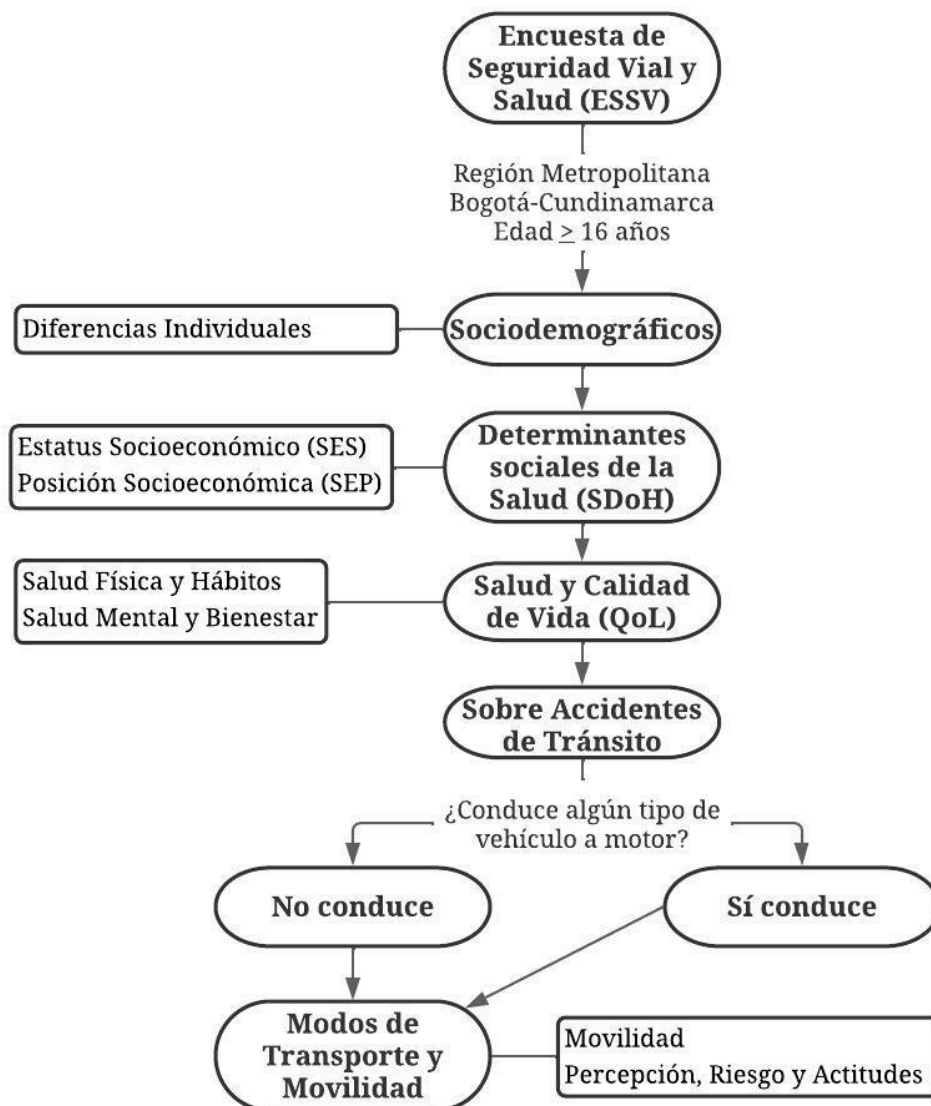 Encuesta de
Seguridad Vial y
Salud (ESSV)
Región Metropolitana
Bogotá-Cundinamarca
Edad ≥ 16 años
Diferencias Individuales
Sociodemográficos
Estatus Socioeconómico (SES)
Posición Socioeconómica (SEP)
Determinantes
sociales de la
Salud (SDoH)
Salud Física y Hábitos
Salud Mental y Bienestar
Salud y Calidad
de Vida (QoL)
Sobre Accidentes
de Tránsito
¿Conduce algún tipo de
vehículo a motor?
No conduce
Sí conduce
Modos de
Transporte y
Movilidad
Movilidad
Percepción, Riesgo y Actitudes